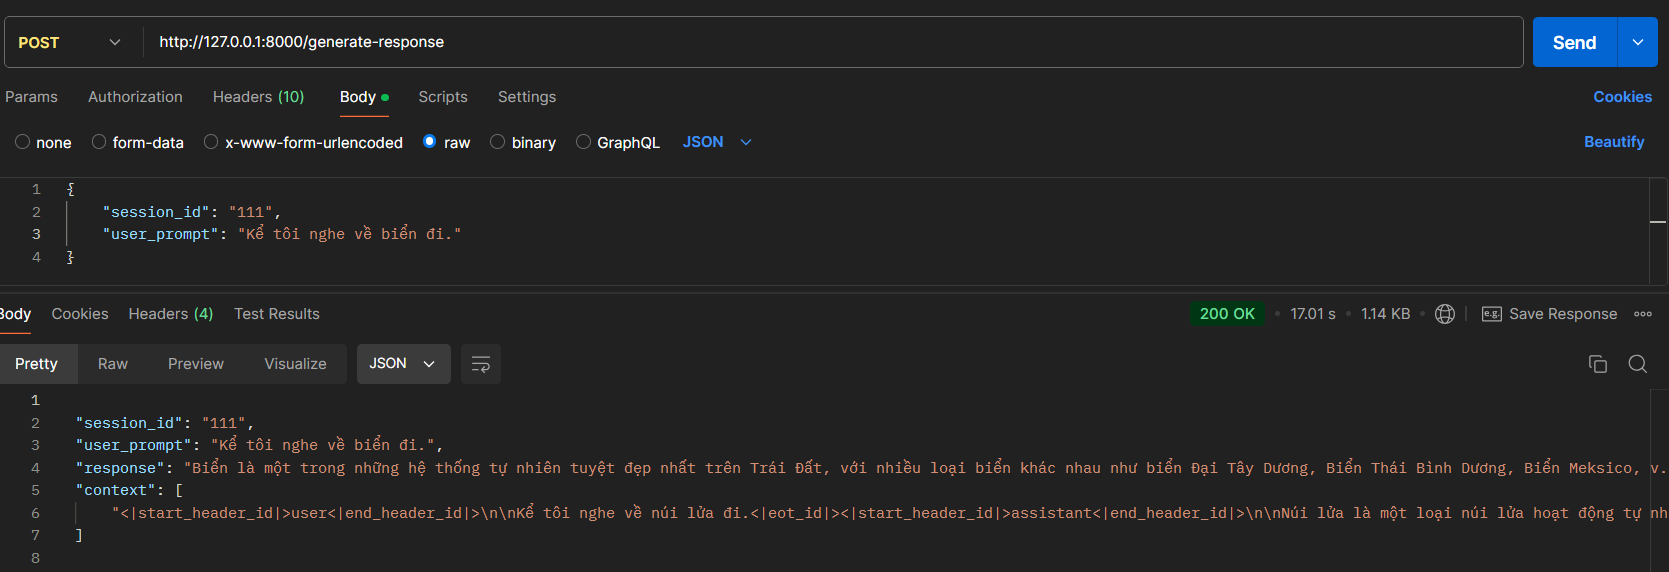 POST http://127.0.0.1:8000/generate-response Send
Params Authorization Headers (10) Body Scripts Settings Cookies
none form-data x-www-form-urlencoded raw binary GraphQL JSON Beautify
1 {
2 "session_id": "111",
3 "user_prompt": "Kể tôi nghe về biển đi."
4 }
Body Cookies Headers (4) Test Results 200 OK • 17.01 s • 1.14 KB • e.g. Save Response
Pretty Raw Preview Visualize JSON
1
2 "session_id": "111",
3 "user_prompt": "Kể tôi nghe về biển đi.",
4 "response": "Biển là một trong những hệ thống tự nhiên tuyệt đẹp nhất trên Trái Đất, với nhiều loại biển khác nhau như biển Đại Tây Dương, Biển Thái Bình Dương, Biển Meksico, v.
5 "context": [
6 "<|start_header_id|>user<|end_header_id|>\n\nKể tôi nghe về núi lửa đi.<|eot_id|><|start_header_id|>assistant<|end_header_id|>\n\nNúi lửa là một loại núi lửa hoạt động tự nh
7 ]
8